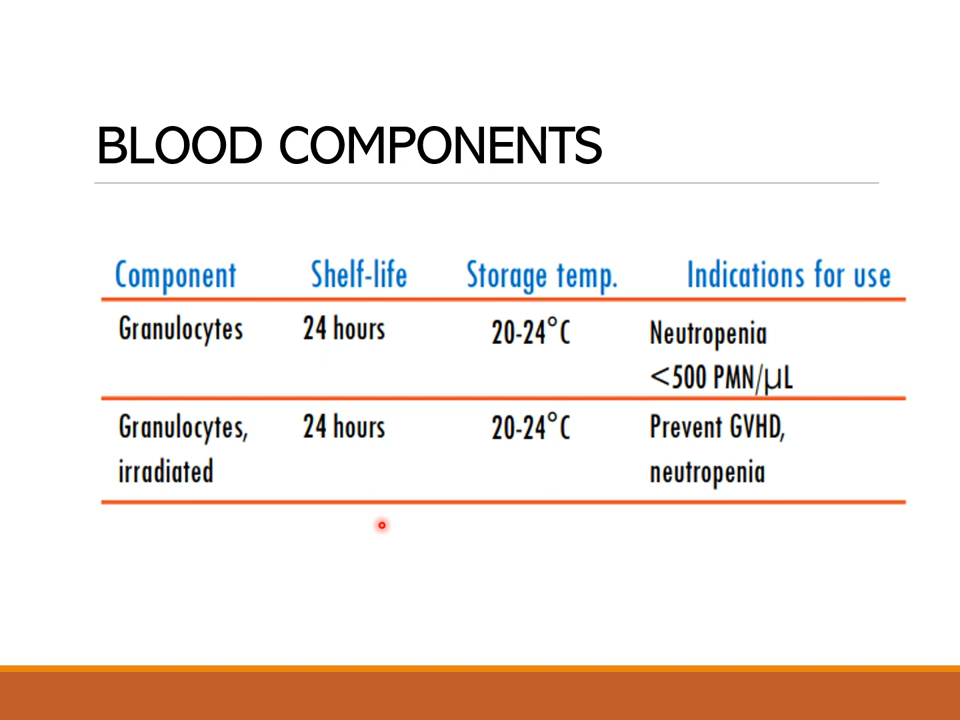 BLOOD COMPONENTS
Component Shelf-life Storage temp. Indications for use
Granulocytes 24 hours 20-24°C Neutropenia
<500 PMN/µL
Granulocytes, 24 hours 20-24°C Prevent GVHD,
irradiated neutropenia